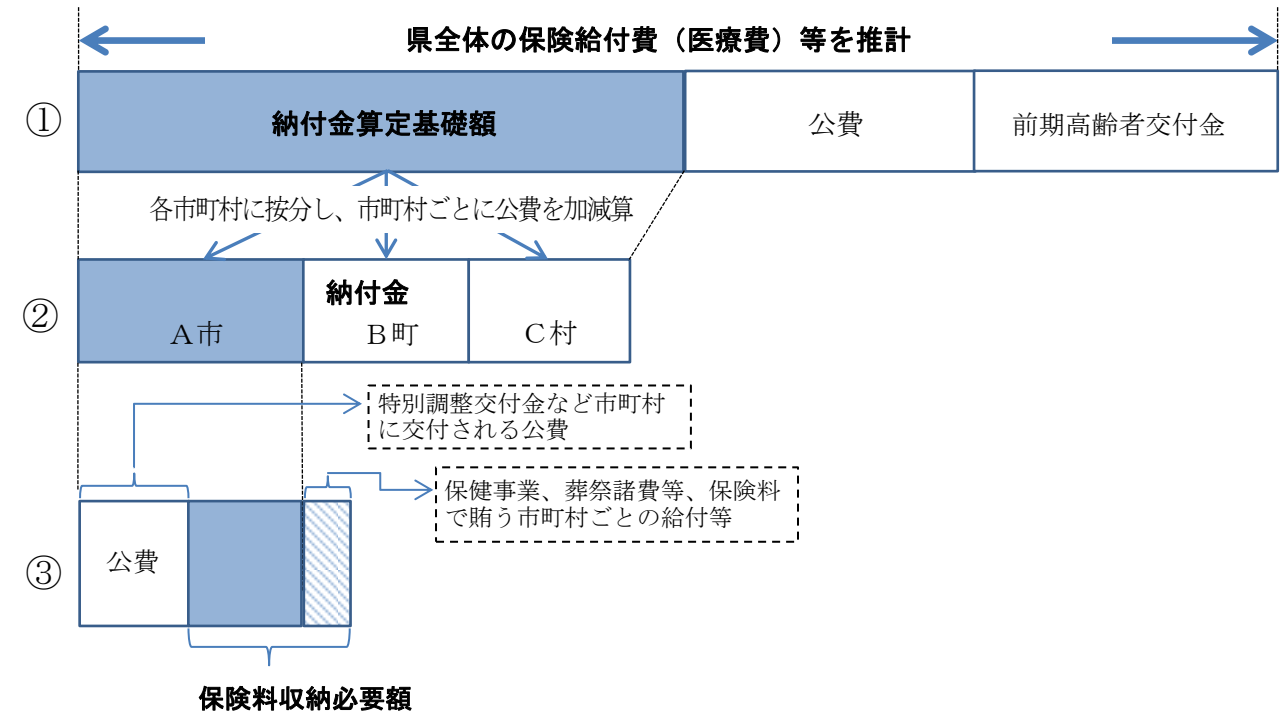 県全体の保険給付費（医療費）等を推計
①
納付金算定基礎額
公費
前期高齢者交付金
各市町村に按分し、市町村ごとに公費を加減算
②
納付金
Ａ市
Ｂ町
Ｃ村
特別調整交付金など市町村
に交付される公費
保健事業、葬祭諸費等、保険料
で賄う市町村ごとの給付等
③
公費
保険料収納必要額